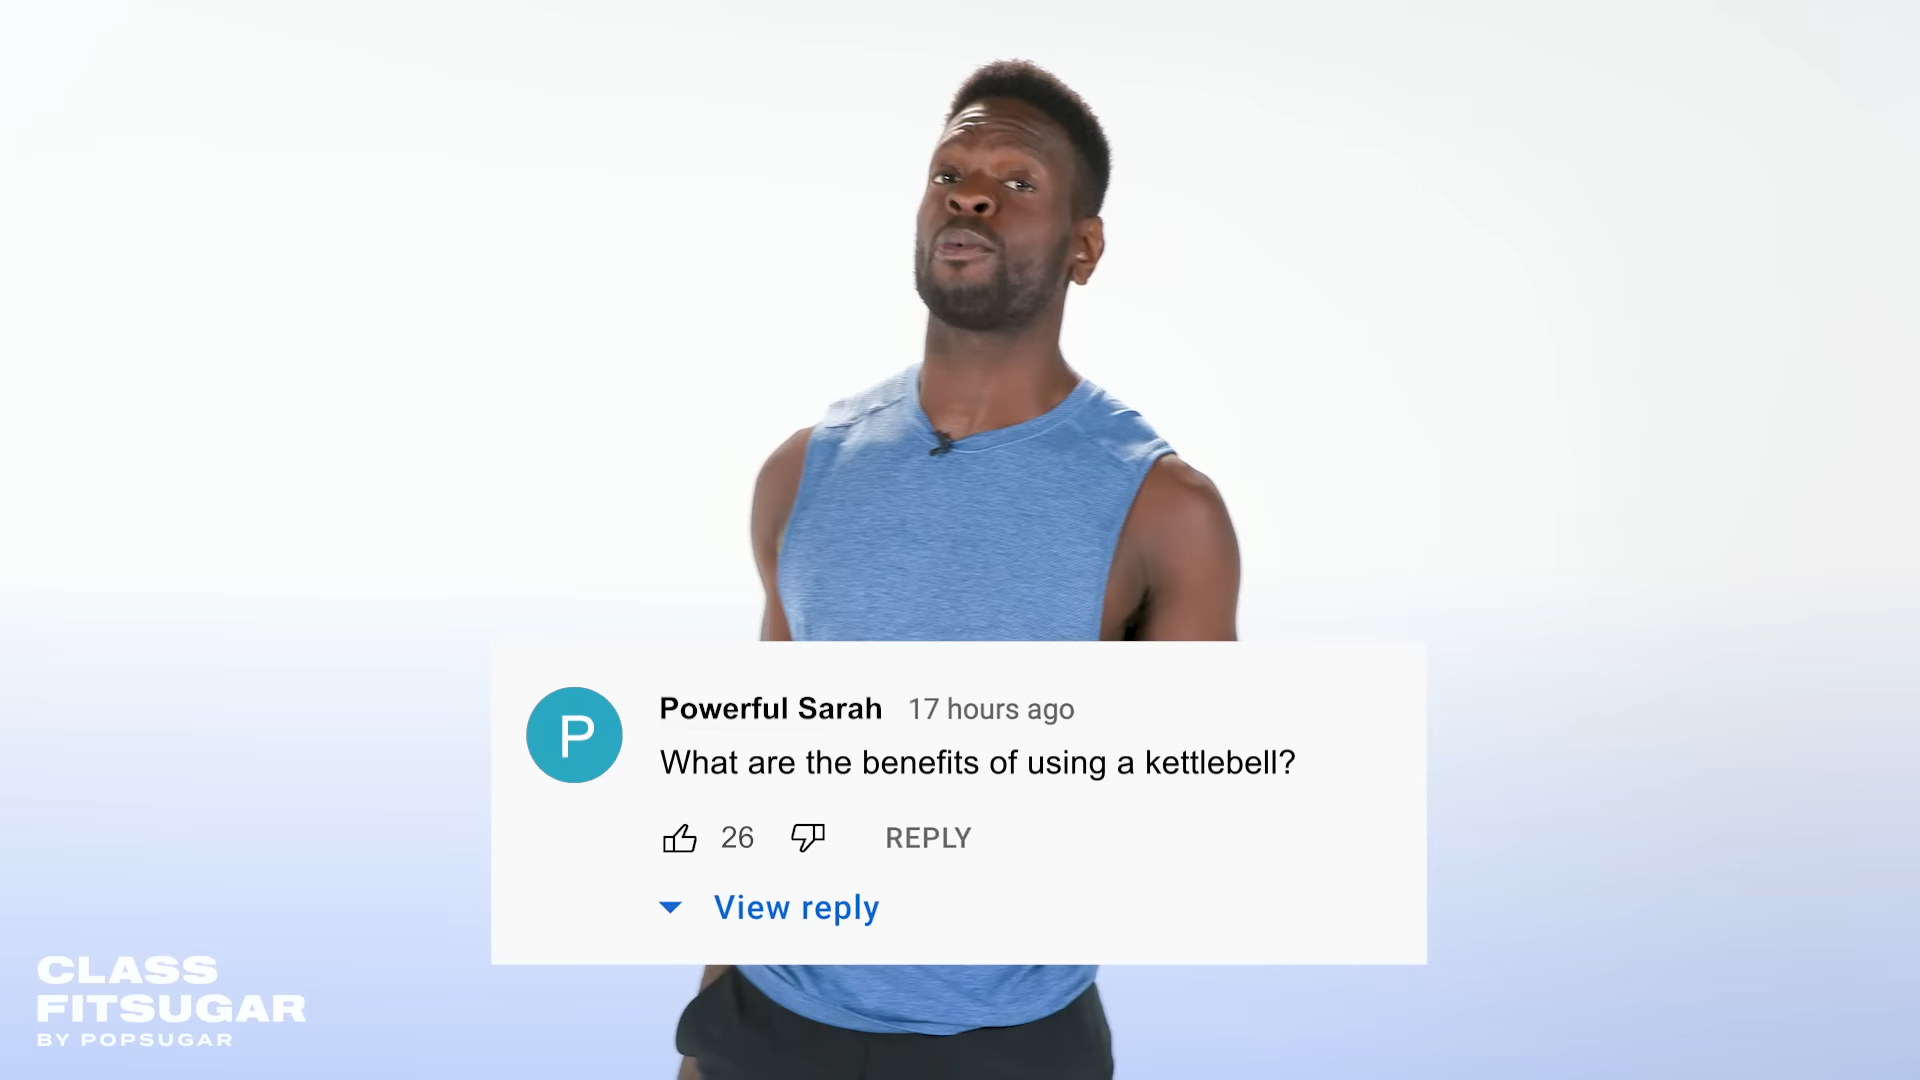 P
Powerful Sarah 17 hours ago
What are the benefits of using a kettlebell?
26 REPLY
View reply
CLASS
FITSUGAR
BY POPSUGAR